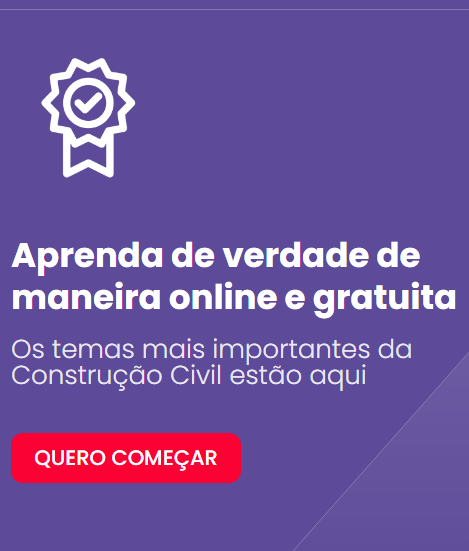 Aprenda de verdade de
maneira online e gratuita
Os temas mais importantes da
Construção Civil estão aqui
QUERO COMEÇAR